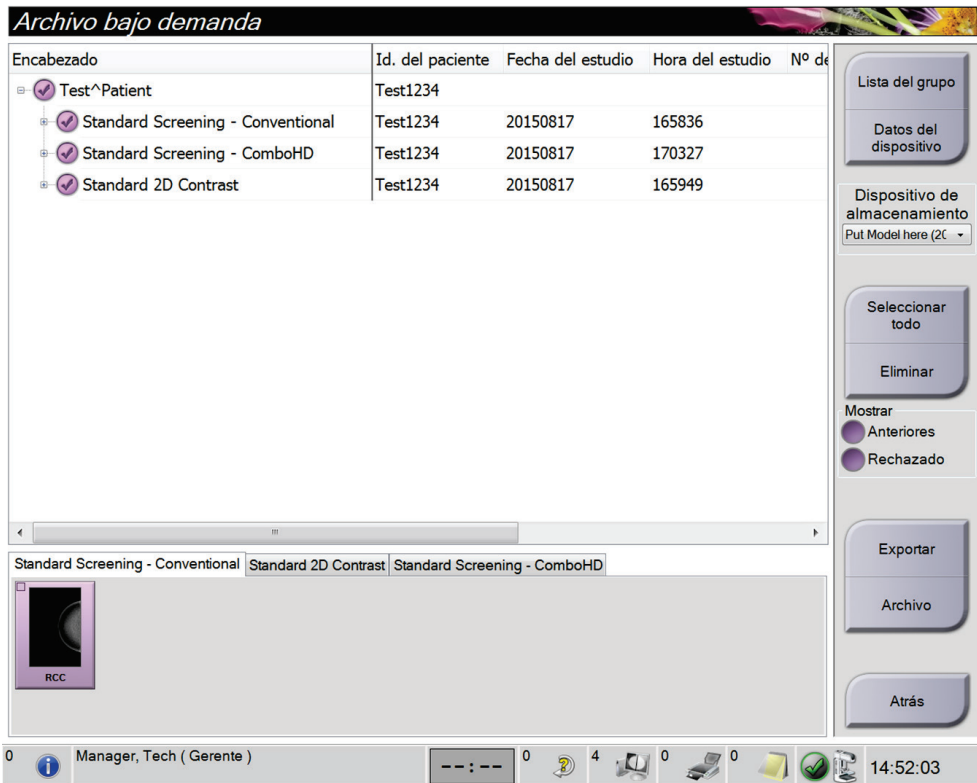 Archivo bajo demanda
Encabezado Id. del paciente Fecha del estudio Hora del estudio Nº de
Test^Patient Test1234
Standard Screening - Conventional Test1234 20150817 165836
Standard Screening - ComboHD Test1234 20150817 170327
Standard 2D Contrast Test1234 20150817 165949
Lista del grupo
Datos del
dispositivo
Dispositivo de
almacenamiento
Put Model here (20
Seleccionar
todo
Eliminar
Mostrar
Anteriores
Rechazado
Exportar
Archivo
Atrás
Standard Screening - Conventional Standard 2D Contrast Standard Screening - ComboHD
RCC
0 Manager, Tech ( Gerente ) --:-- 0 4 0 0 14:52:03